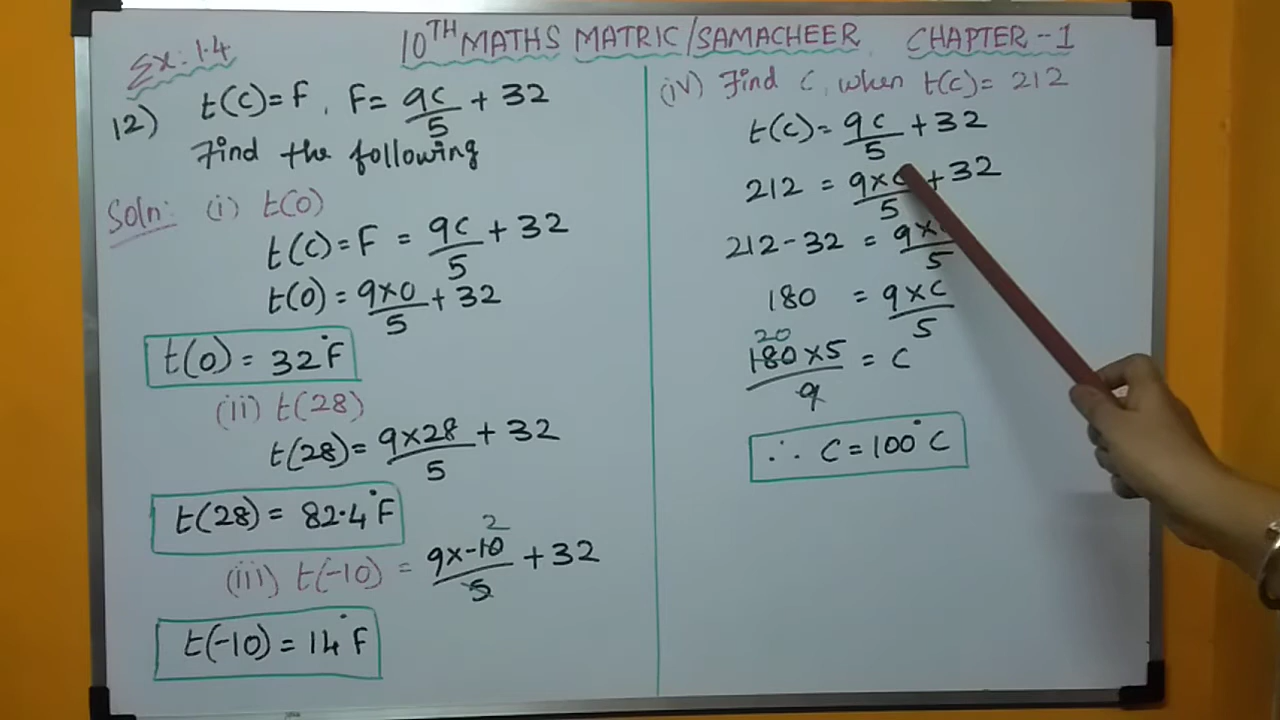 10TH MATHS MATRIC/SAMACHEER CHAPTER-1
Ex:1.4
12) t(C)=F, F= 9C/5 + 32
Find the following
Soln: (i) t(0)
t(C)=F = 9C/5 + 32
t(0) = 9×0/5 + 32
t(0) = 32°F
(ii) t(28)
t(28)= 9×28/5 + 32
t(28) = 82.4°F
2
(iii) t(-10) = 9×-10/5 + 32
t(-10) = 14°F
(iv) Find C, when t(c)= 212
t(c)= 9C/5 + 32
212 = 9×C/5 + 32
212-32 = 9×/5
180 = 9×C/5
20
180×5/9 = C
∴ C = 100°C